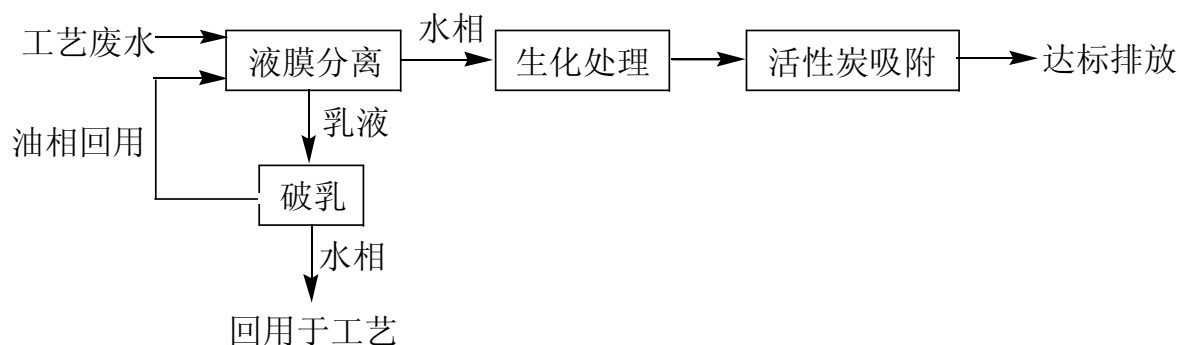 工艺废水
液膜分离
水相
生化处理
活性炭吸附
达标排放
乳液
油相回用
破乳
水相
回用于工艺